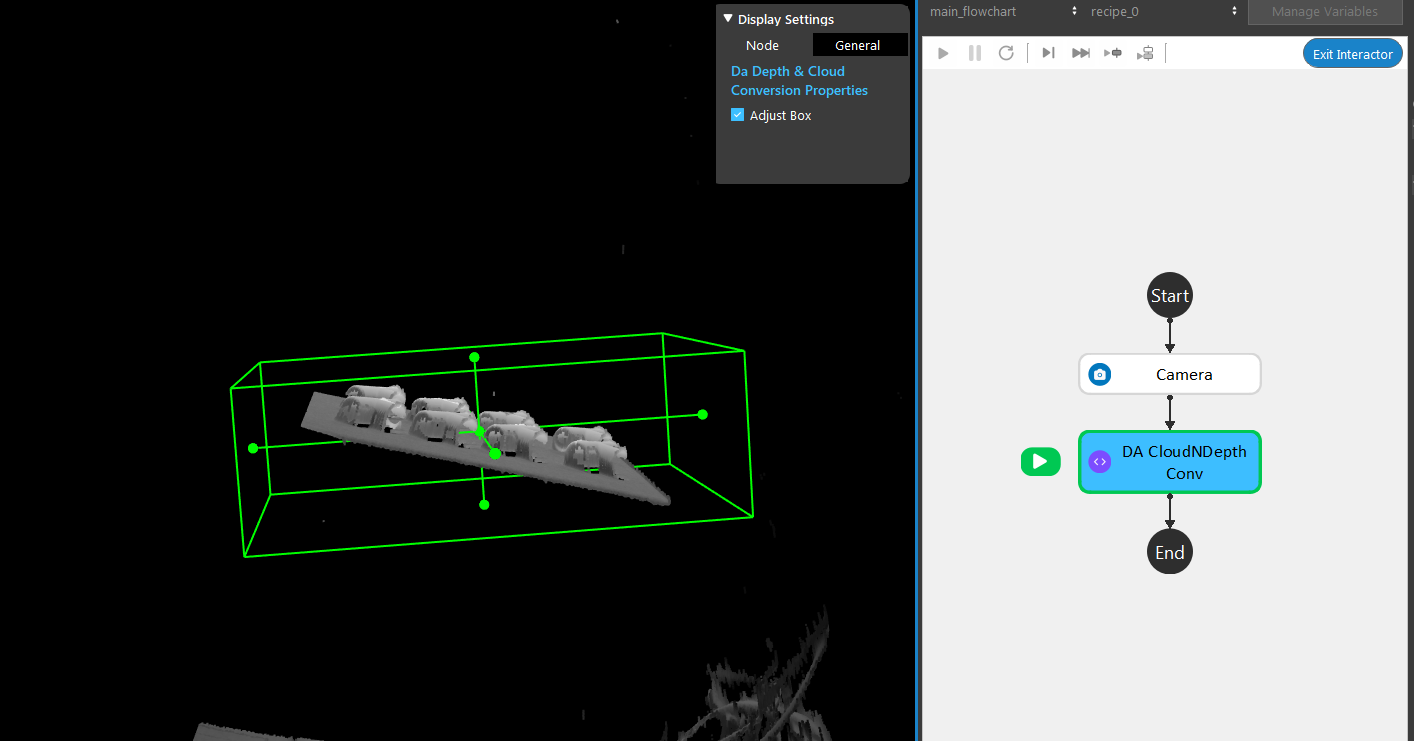 Display Settings
Node
General
Da Depth & Cloud
Conversion Properties
Adjust Box
main_flowchart
recipe_0
Manage Variables
Exit Interactor
Start
Camera
DA CloudNDepth
Conv
End